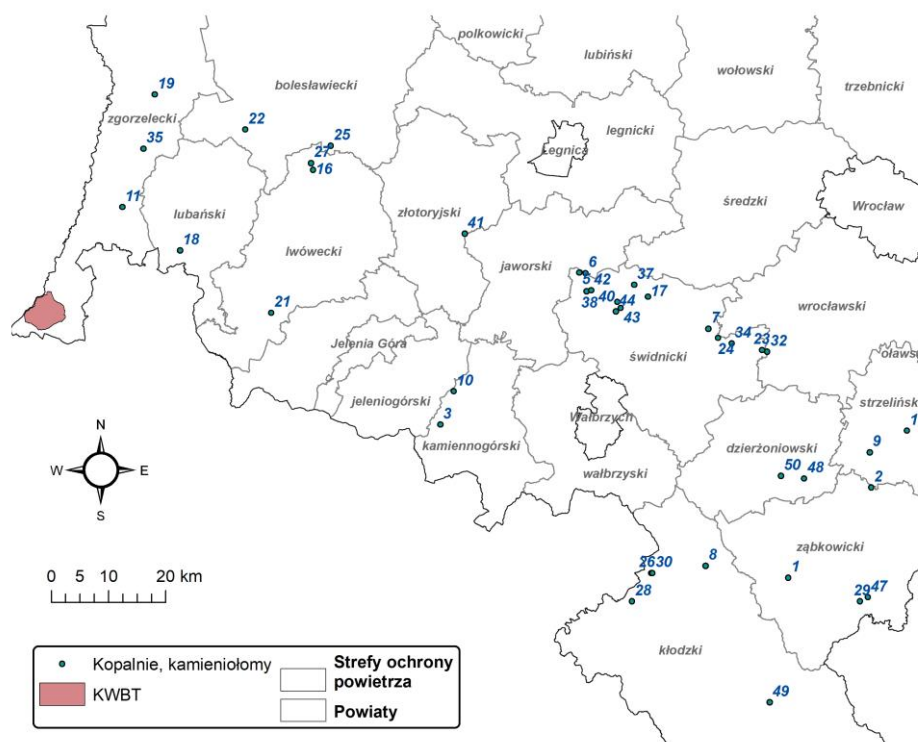 polkowicki
lubiński
wołowski
trzebnicki
bolesławiecki
19
zgorzelecki
22
25
legnicki
35
27
Legnica
16
11
lubański
złotoryjski
średzki
Wrocław
18
lwówecki
41
jaworski
6
37
5 42
17
38
40
44
43
wrocławski
21
7
34
24
23 32
Jelenia Góra
świdnicki
oławs
10
jeleniogórski
strzelińsk
3
Wałbrzych
kamiennogórski
dzierżoniowski
9
1
wałbrzyski
50
48
2
N
W E
S
ząbkowicki
26 30
8
1
28
29 47
0 5 10 20 km
kłodzki
49
Kopalnie, kamieniołomy
KWBT
Strefy ochrony
powietrza
Powiaty